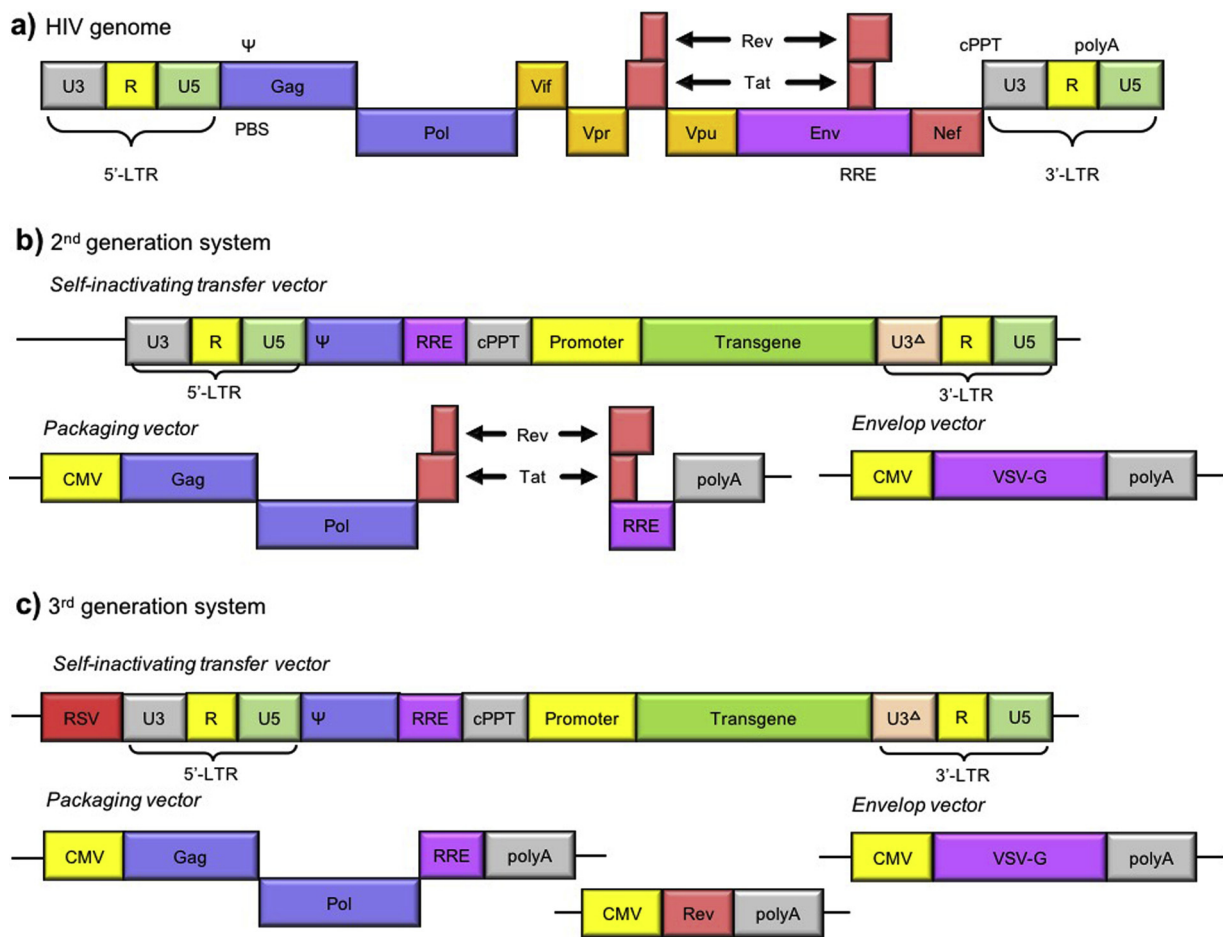 a) HIV genome
Ψ
Rev
cPPT
polyA
U3 R U5 Gag Vif Tat U3 R U5
PBS Pol Vpr Vpu Env Nef
5'-LTR RRE 3'-LTR
b) 2nd generation system
Self-inactivating transfer vector
U3 R U5 Ψ RRE cPPT Promoter Transgene U3Δ R U5
5'-LTR 3'-LTR
Packaging vector Rev Envelop vector
CMV Gag Tat polyA CMV VSV-G polyA
Pol RRE
c) 3rd generation system
Self-inactivating transfer vector
RSV U3 R U5 Ψ RRE cPPT Promoter Transgene U3Δ R U5
5'-LTR 3'-LTR
Packaging vector Envelop vector
CMV Gag RRE polyA CMV VSV-G polyA
Pol CMV Rev polyA